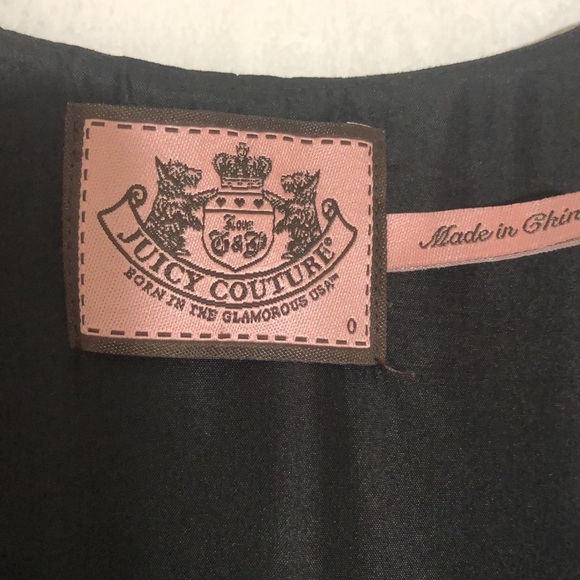 Love
G&P
JUICY COUTURE®
BORN IN THE GLAMOROUS USA™
0
Made in Chin